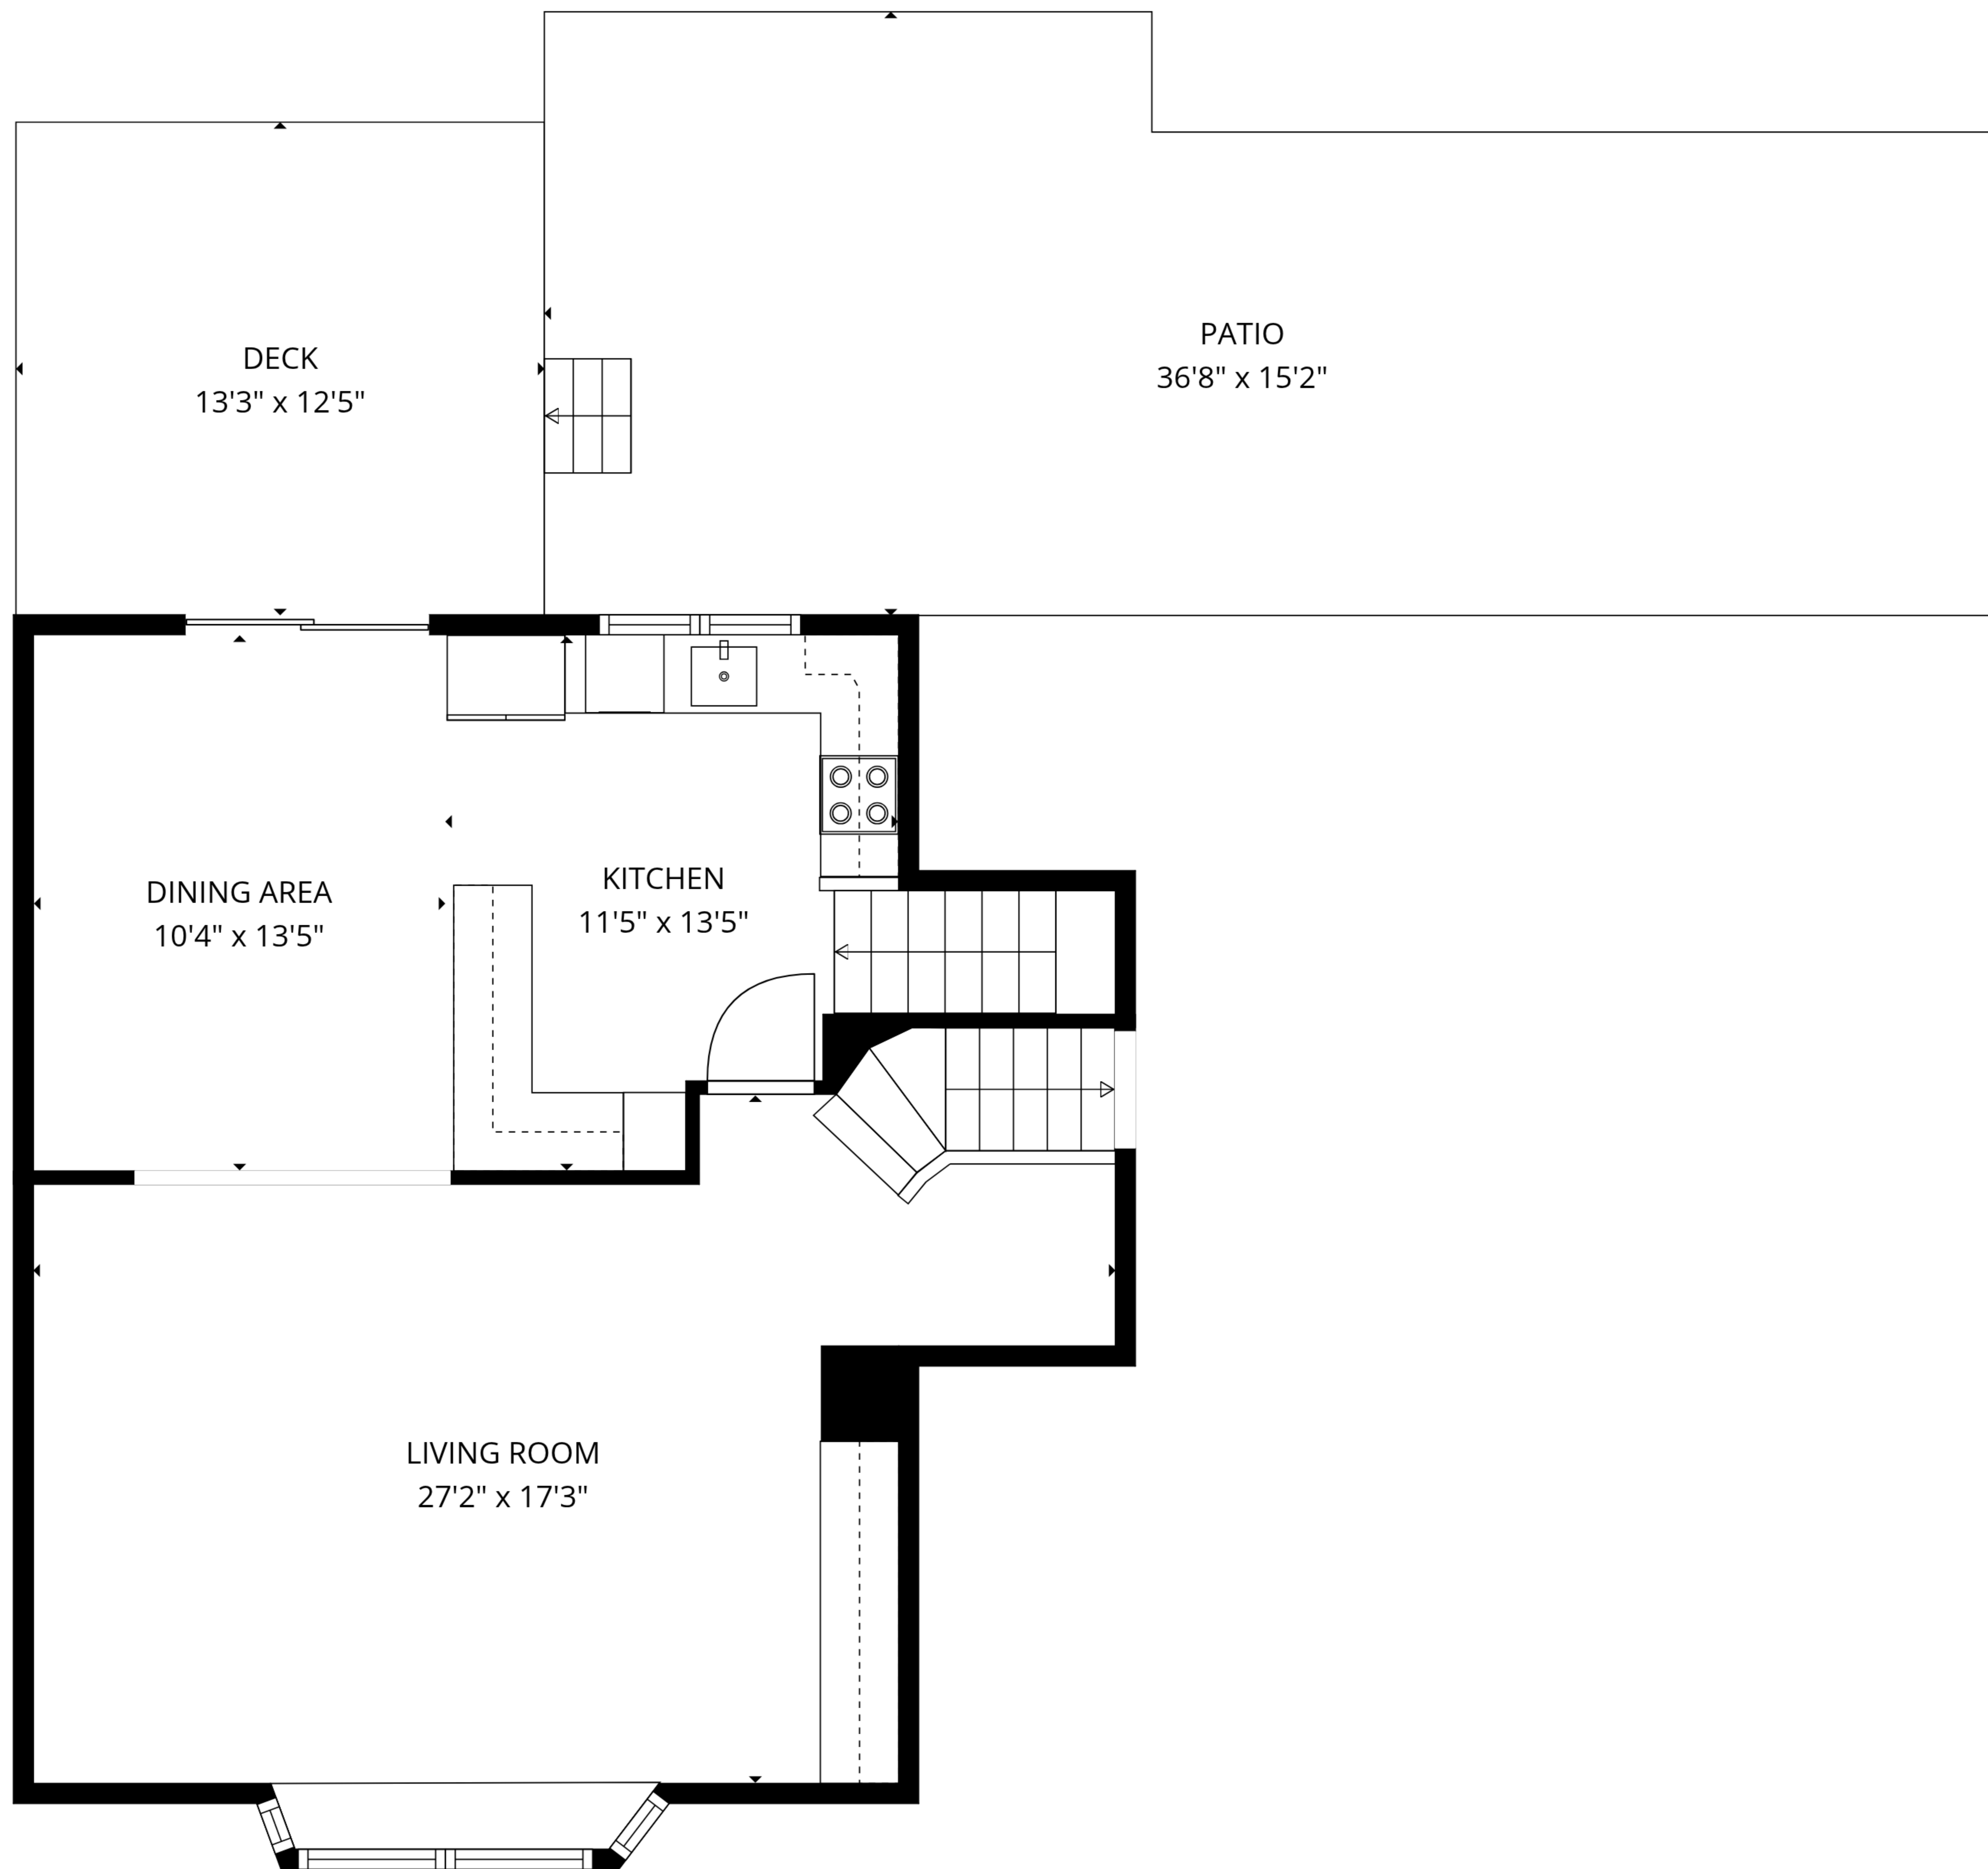 PATIO
36'8" x 15'2"
DECK
13'3" x 12'5"
KITCHEN
11'5" x 13'5"
DINING AREA
10'4" x 13'5"
LIVING ROOM
27'2" x 17'3"